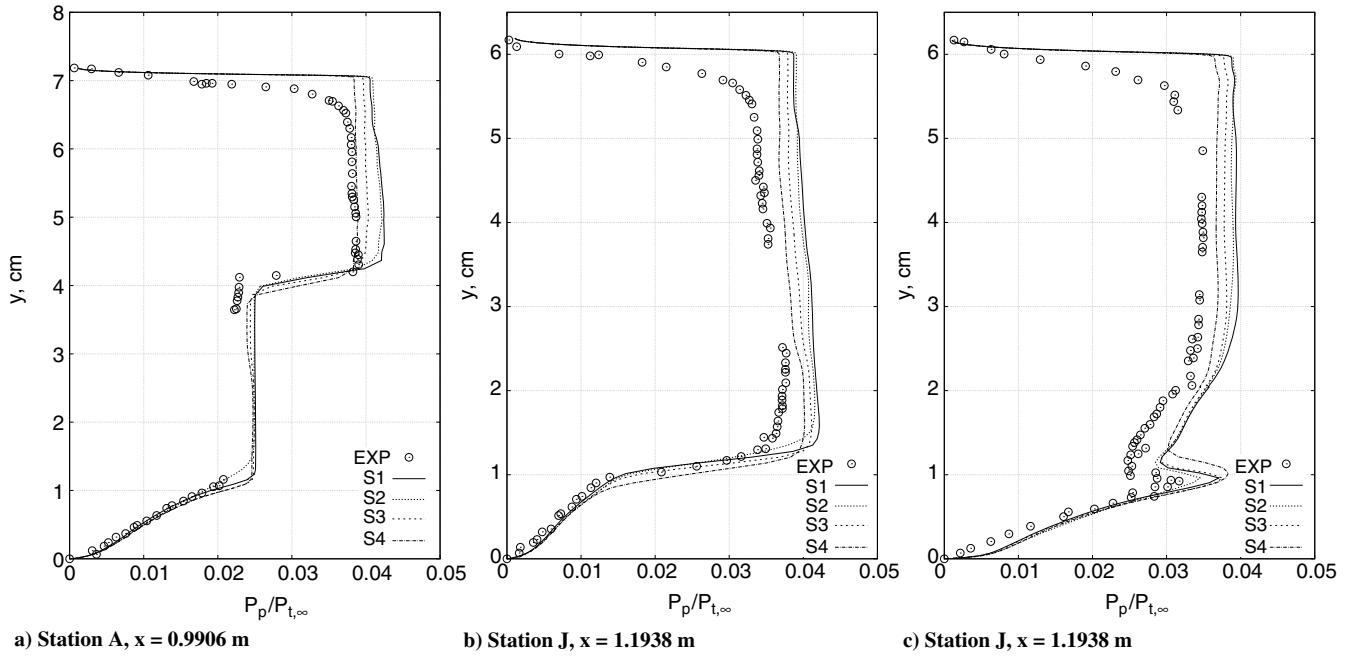 8
7
6
5
4
3
2
1
0
y, cm
0
0.01
0.02
0.03
0.04
0.05
P_p/P_t,∞
EXP
S1
S2
S3
S4
a) Station A, x = 0.9906 m
6
5
4
3
2
1
0
y, cm
0
0.01
0.02
0.03
0.04
0.05
P_p/P_t,∞
EXP
S1
S2
S3
S4
b) Station J, x = 1.1938 m
6
5
4
3
2
1
0
y, cm
0
0.01
0.02
0.03
0.04
0.05
P_p/P_t,∞
EXP
S1
S2
S3
S4
c) Station J, x = 1.1938 m